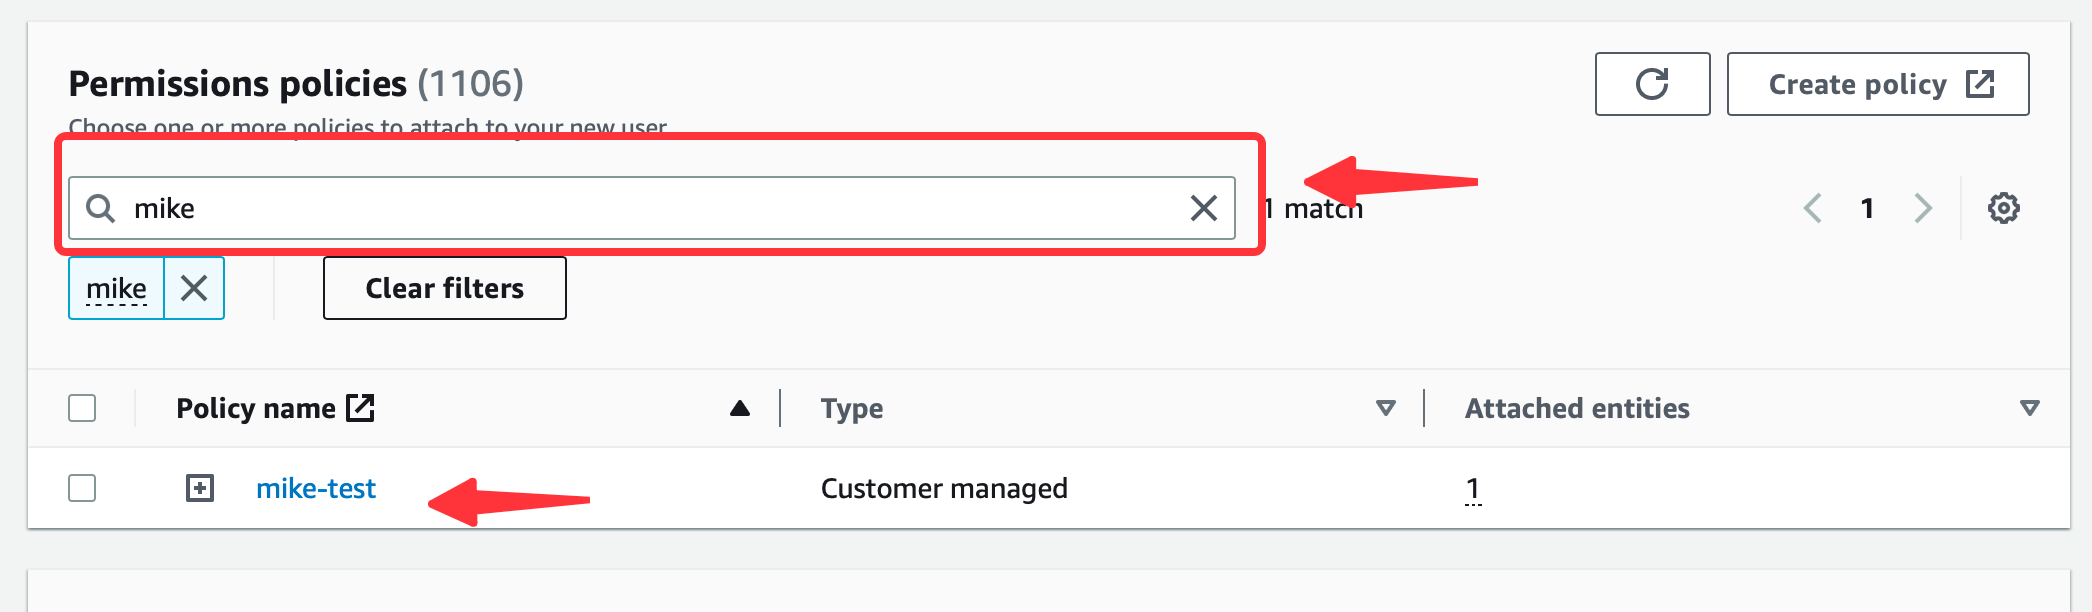 Permissions policies (1106)
Create policy
Choose one or more policies to attach to your new user
mike
1 match
1
mike
Clear filters
Policy name
Type
Attached entities
mike-test
Customer managed
1